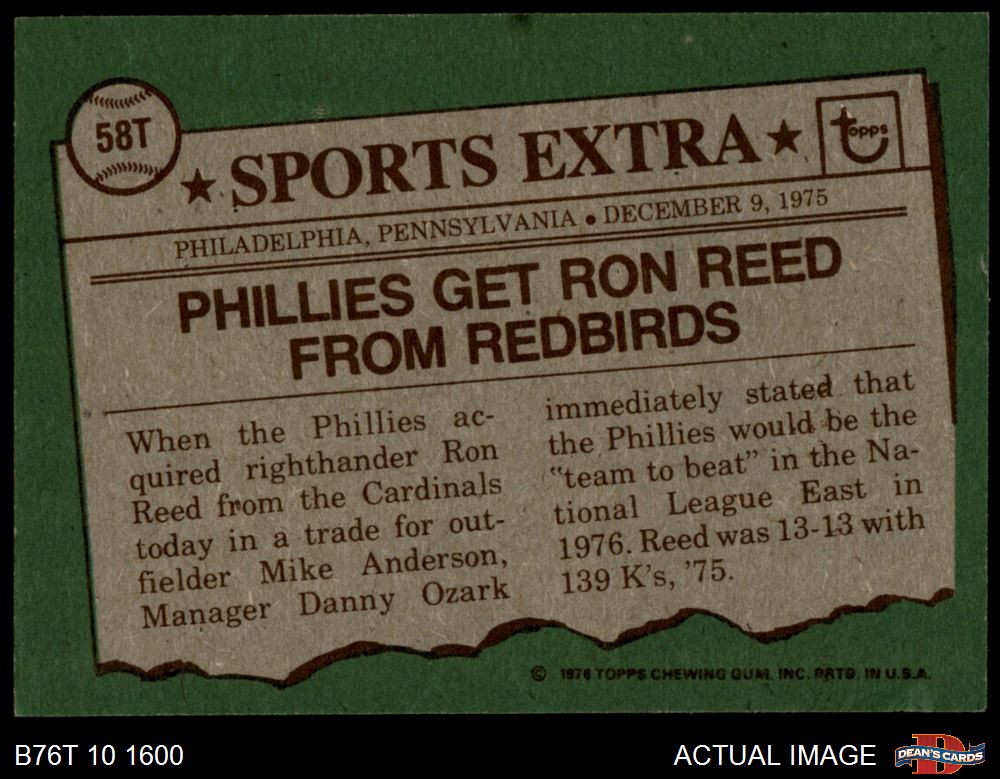 58T
★ SPORTS EXTRA ★
Topps
PHILADELPHIA, PENNSYLVANIA • DECEMBER 9, 1975
PHILLIES GET RON REED
FROM REDBIRDS
When the Phillies ac-
quired righthander Ron
Reed from the Cardinals
today in a trade for out-
fielder Mike Anderson,
Manager Danny Ozark
immediately stated that
the Phillies would be the
“team to beat” in the Na-
tional League East in
1976. Reed was 13-13 with
139 K's, '75.
© 1976 TOPPS CHEWING GUM, INC. PRTD. IN U.S.A.
B76T 10 1600
ACTUAL IMAGE
DEAN'S CARDS